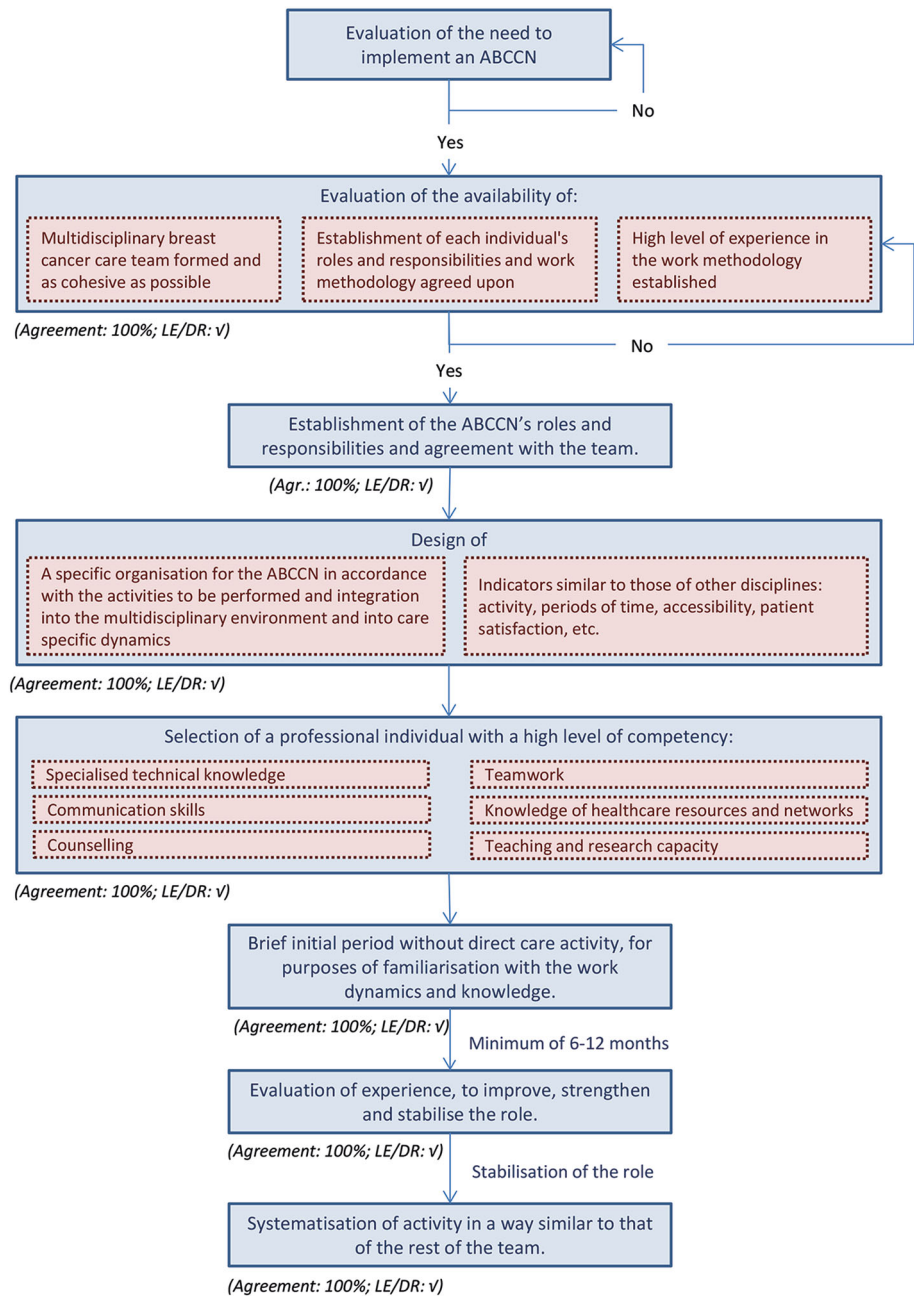 Evaluation of the need to
implement an ABCCN
No
Yes
Evaluation of the availability of:
Multidisciplinary breast
cancer care team formed and
as cohesive as possible
Establishment of each individual's
roles and responsibilities and work
methodology agreed upon
High level of experience in
the work methodology
established
(Agreement: 100%; LE/DR: √)
No
Yes
Establishment of the ABCCN’s roles and
responsibilities and agreement with the team.
(Agr.: 100%; LE/DR: √)
Design of
A specific organisation for the ABCCN in accordance
with the activities to be performed and integration
into the multidisciplinary environment and into care
specific dynamics
Indicators similar to those of other disciplines:
activity, periods of time, accessibility, patient
satisfaction, etc.
(Agreement: 100%; LE/DR: √)
Selection of a professional individual with a high level of competency:
Specialised technical knowledge
Communication skills
Counselling
Teamwork
Knowledge of healthcare resources and networks
Teaching and research capacity
(Agreement: 100%; LE/DR: √)
Brief initial period without direct care activity, for
purposes of familiarisation with the work
dynamics and knowledge.
(Agreement: 100%; LE/DR: √)
Minimum of 6-12 months
Evaluation of experience, to improve, strengthen
and stabilise the role.
(Agreement: 100%; LE/DR: √)
Stabilisation of the role
Systematisation of activity in a way similar to that
of the rest of the team.
(Agreement: 100%; LE/DR: √)